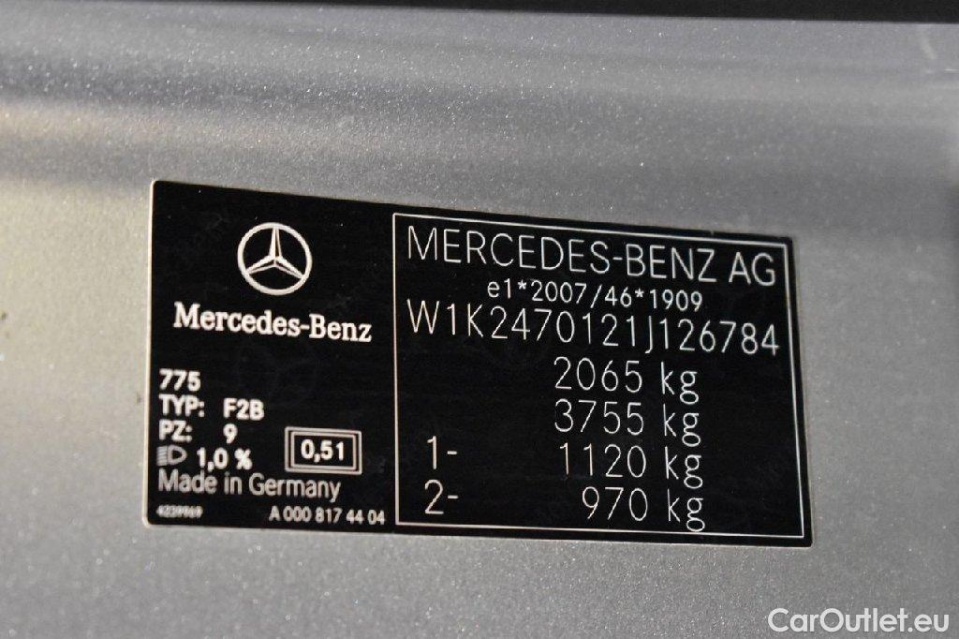 Mercedes-Benz
775
TYP: F2B
PZ: 9
1,0 %
0,51
Made in Germany
A 000 817 44 04
MERCEDES-BENZ AG
e1*2007/46*1909
W1K2470121J126784
2065 kg
3755 kg
1- 1120 kg
2- 970 kg
CarOutlet.eu